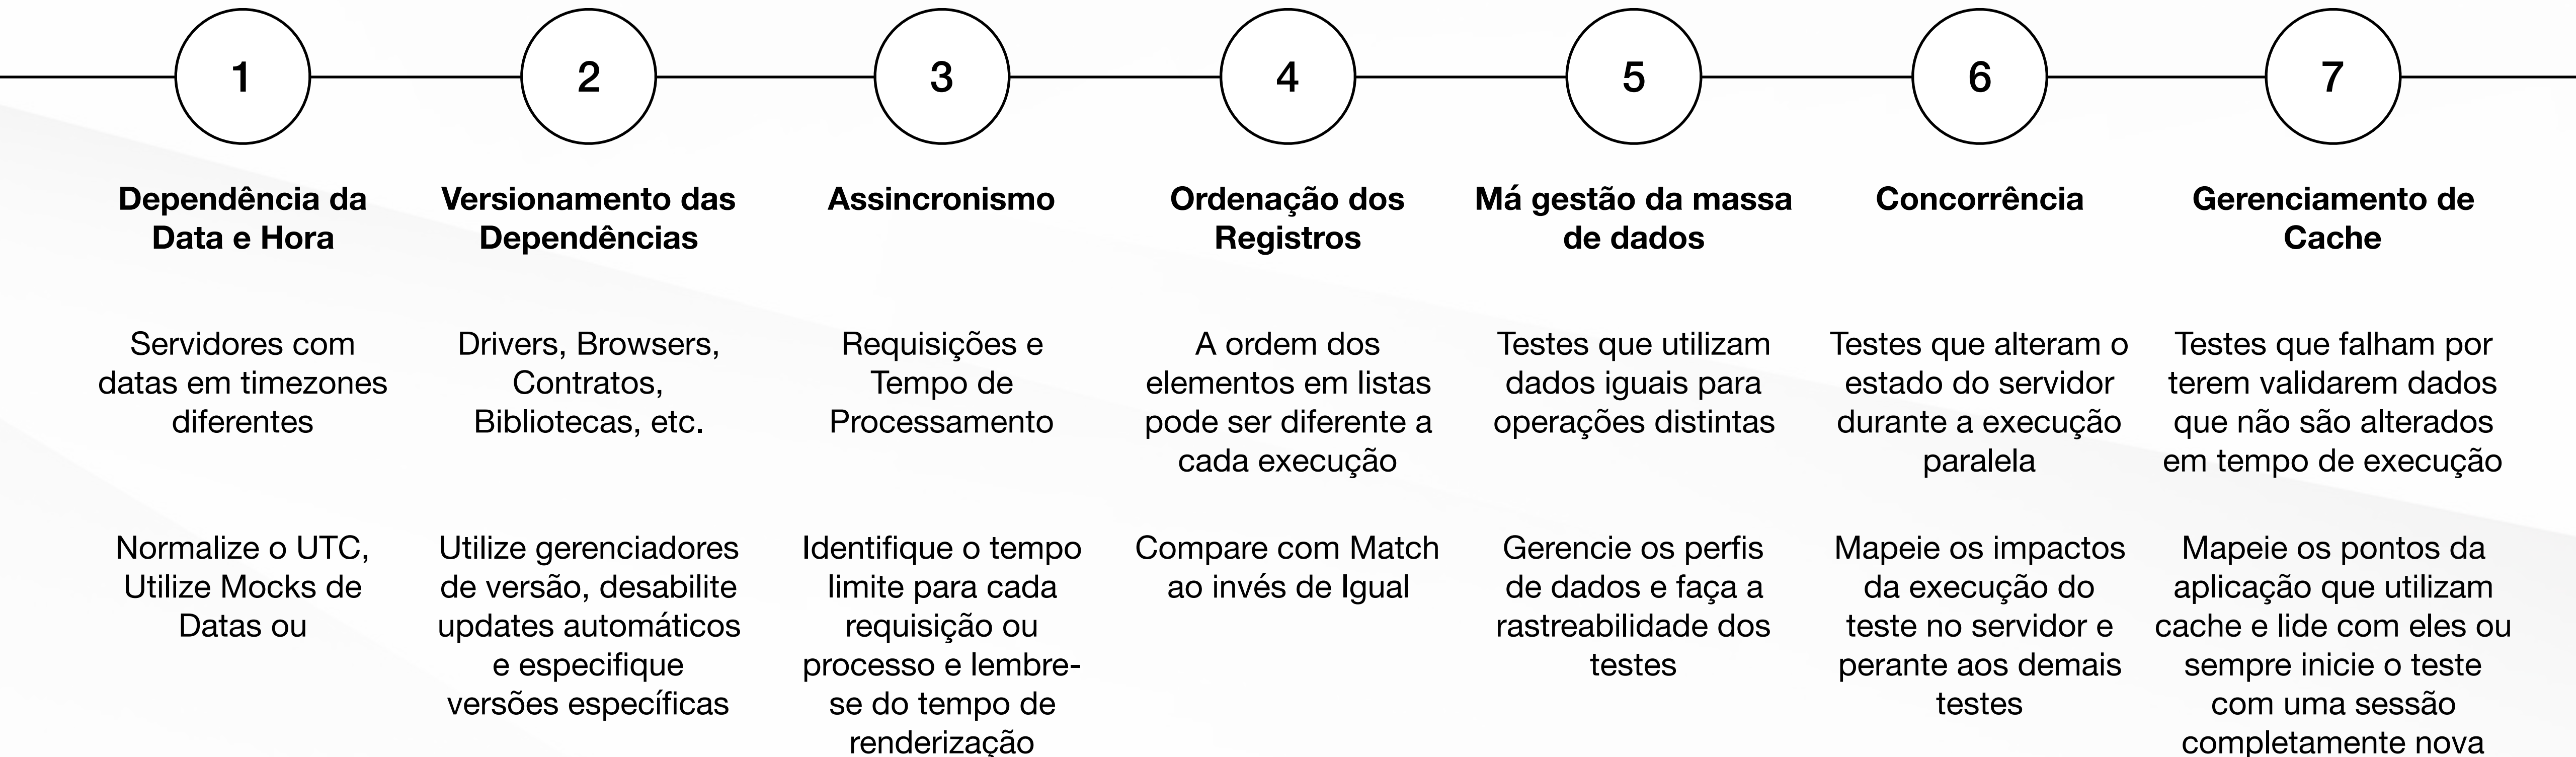 1
Dependência da
Data e Hora
Servidores com
datas em timezones
diferentes
Normalize o UTC,
Utilize Mocks de
Datas ou
2
Versionamento das
Dependências
Drivers, Browsers,
Contratos,
Bibliotecas, etc.
Utilize gerenciadores
de versão, desabilite
updates automáticos
e especifique
versões específicas
3
Assincronismo
Requisições e
Tempo de
Processamento
Identifique o tempo
limite para cada
requisição ou
processo e lembre-
se do tempo de
renderização
4
Ordenação dos
Registros
A ordem dos
elementos em listas
pode ser diferente a
cada execução
Compare com Match
ao invés de Igual
5
Má gestão da massa
de dados
Testes que utilizam
dados iguais para
operações distintas
Gerencie os perfis
de dados e faça a
rastreabilidade dos
testes
6
Concorrência
Testes que alteram o
estado do servidor
durante a execução
paralela
Mapeie os impactos
da execução do
teste no servidor e
perante aos demais
testes
7
Gerenciamento de
Cache
Testes que falham por
terem validarem dados
que não são alterados
em tempo de execução
Mapeie os pontos da
aplicação que utilizam
cache e lide com eles ou
sempre inicie o teste
com uma sessão
completamente nova